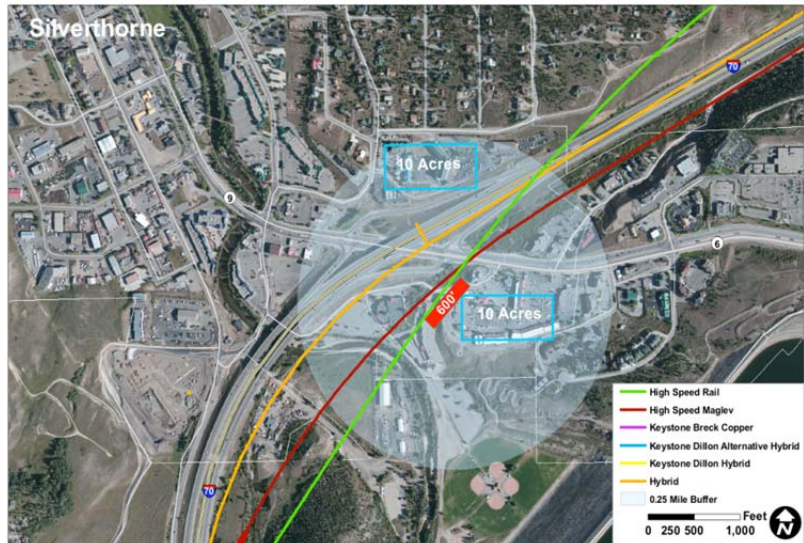 Silverthorne
70
10 Acres
9
6
600'
10 Acres
70
High Speed Rail
High Speed Maglev
Keystone Breck Copper
Keystone Dillon Alternative Hybrid
Keystone Dillon Hybrid
Hybrid
0.25 Mile Buffer
Feet
0 250 500 1,000
N